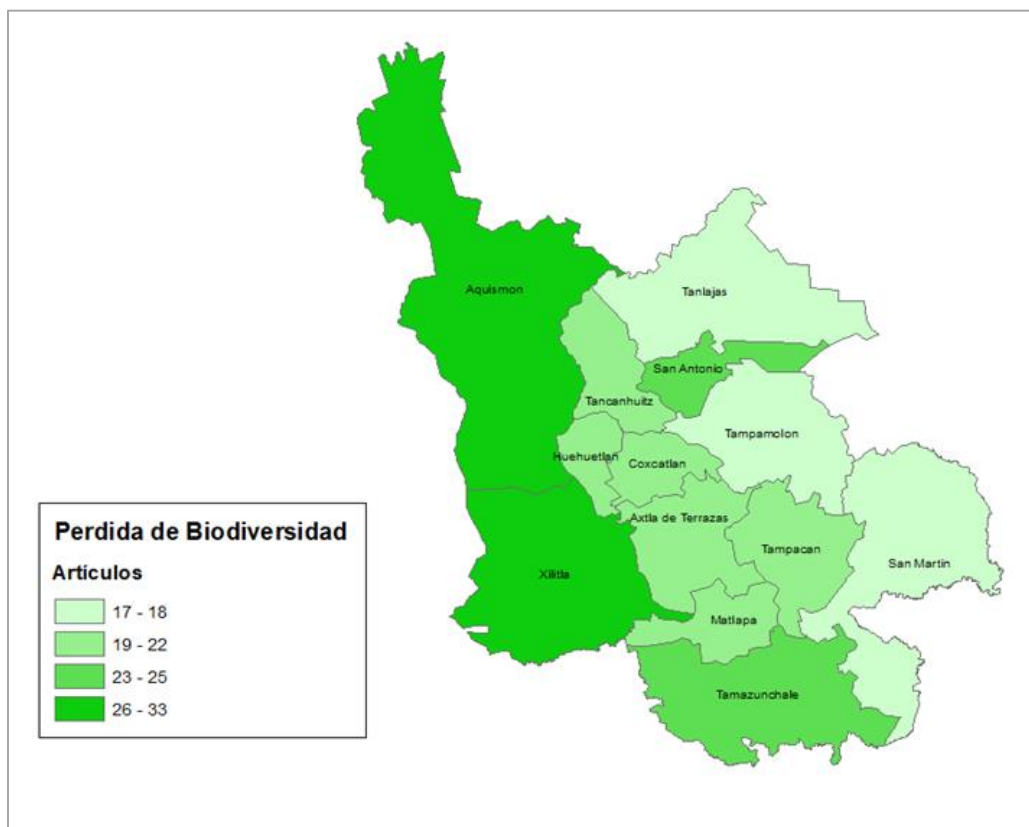 Aquismon
Tanlajas
San Antonio
Tancanhuitz
Tampamolon
Huehuetlan
Coxcatlan
Axtla de Terrazas
Tampacan
San Martin
Xilitla
Matlapa
Tamazunchale
Perdida de Biodiversidad
Artículos
17 - 18
19 - 22
23 - 25
26 - 33